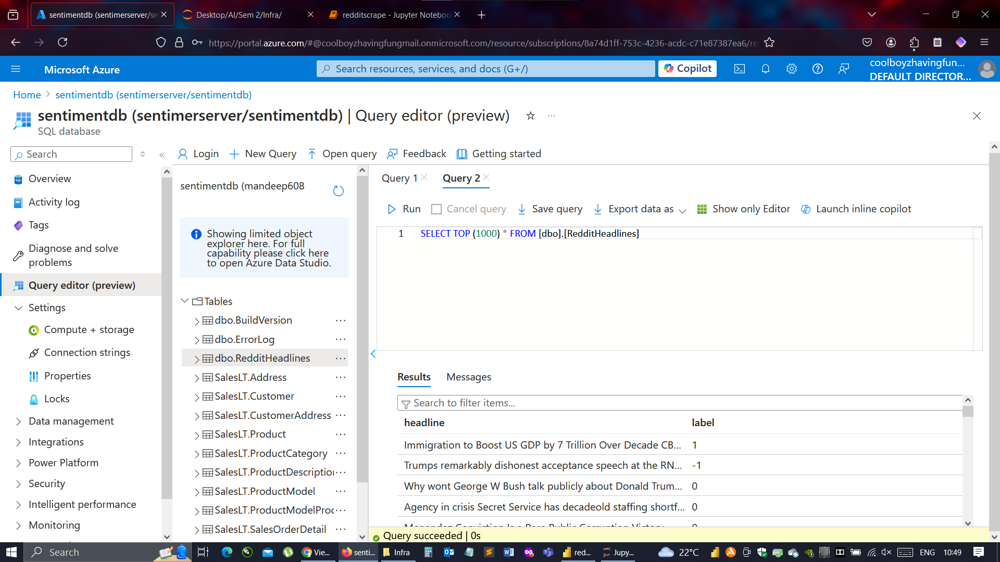 sentimentdb (sentimerserver/se
Desktop/AI/Sem 2/Infra/
redditscrape - Jupyter Noteboo
https://portal.azure.com/#@coolboyzhavingfungmail.onmicrosoft.com/resource/subscriptions/8a74d1ff-753c-4236-acdc-c71e87387ea6/re
Microsoft Azure
Search resources, services, and docs (G+/)
Copilot
coolboyzhavingfun...
DEFAULT DIRECTOR...
Home
sentimentdb (sentimerserver/sentimentdb)
sentimentdb (sentimerserver/sentimentdb) | Query editor (preview)
SQL database
Search
Overview
Activity log
Tags
Diagnose and solve
problems
Query editor (preview)
Settings
Compute + storage
Connection strings
Properties
Locks
Data management
Integrations
Power Platform
Security
Intelligent performance
Monitoring
Login
New Query
Open query
Feedback
Getting started
sentimentdb (mandeep608
Showing limited object
explorer here. For full
capability please click here
to open Azure Data Studio.
Tables
dbo.BuildVersion
dbo.ErrorLog
dbo.RedditHeadlines
SalesLT.Address
SalesLT.Customer
SalesLT.CustomerAddress
SalesLT.Product
SalesLT.ProductCategory
SalesLT.ProductDescription
SalesLT.ProductModel
SalesLT.ProductModelProd
SalesLT.SalesOrderDetail
Query 1
Query 2
Run
Cancel query
Save query
Export data as
Show only Editor
Launch inline copilot
1 SELECT TOP (1000) * FROM [dbo].[RedditHeadlines]
Results
Messages
Search to filter items...
headline label
Immigration to Boost US GDP by 7 Trillion Over Decade CB... 1
Trumps remarkably dishonest acceptance speech at the RN... -1
Why wont George W Bush talk publicly about Donald Trum... 0
Agency in crisis Secret Service has decadeold staffing shortf... 0
Menendez Conviction Is a Rare Public Corruption Victory 0
Query succeeded | 0s
Search
Vie...
senti...
Infra
red...
Jupy...
22°C
ENG
10:49